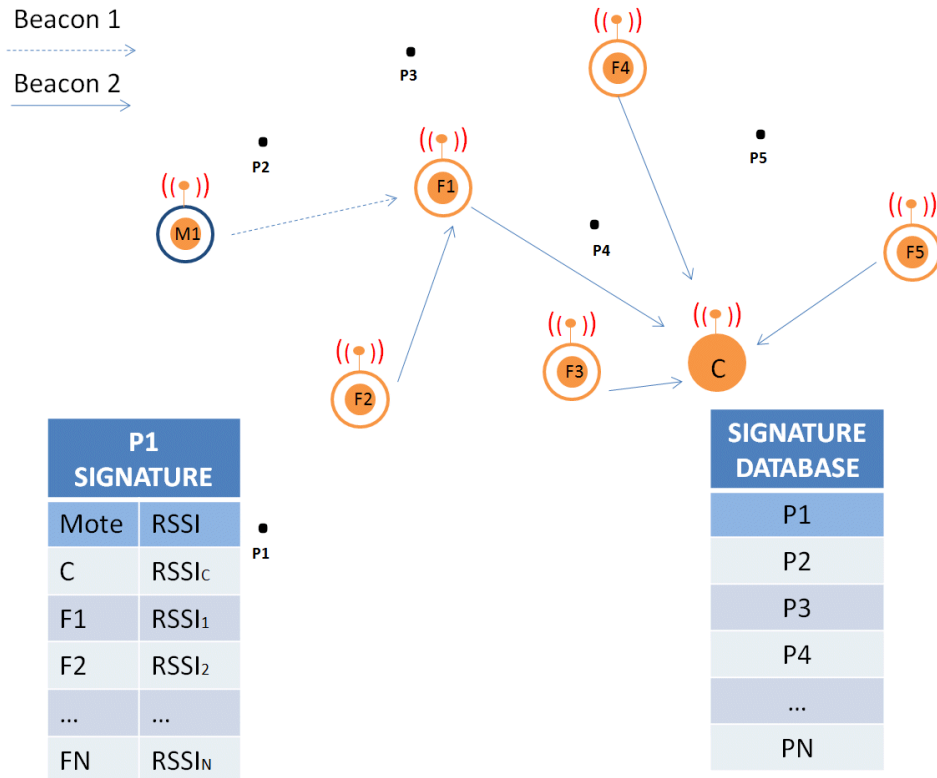 Beacon 1
Beacon 2
P3
F4
P2
P5
F1
M1
P4
F5
C
F3
F2
P1
SIGNATURE
Mote RSSI
C RSSIC
F1 RSSI1
F2 RSSI2
... ...
FN RSSIN
P1
SIGNATURE
DATABASE
P1
P2
P3
P4
...
PN